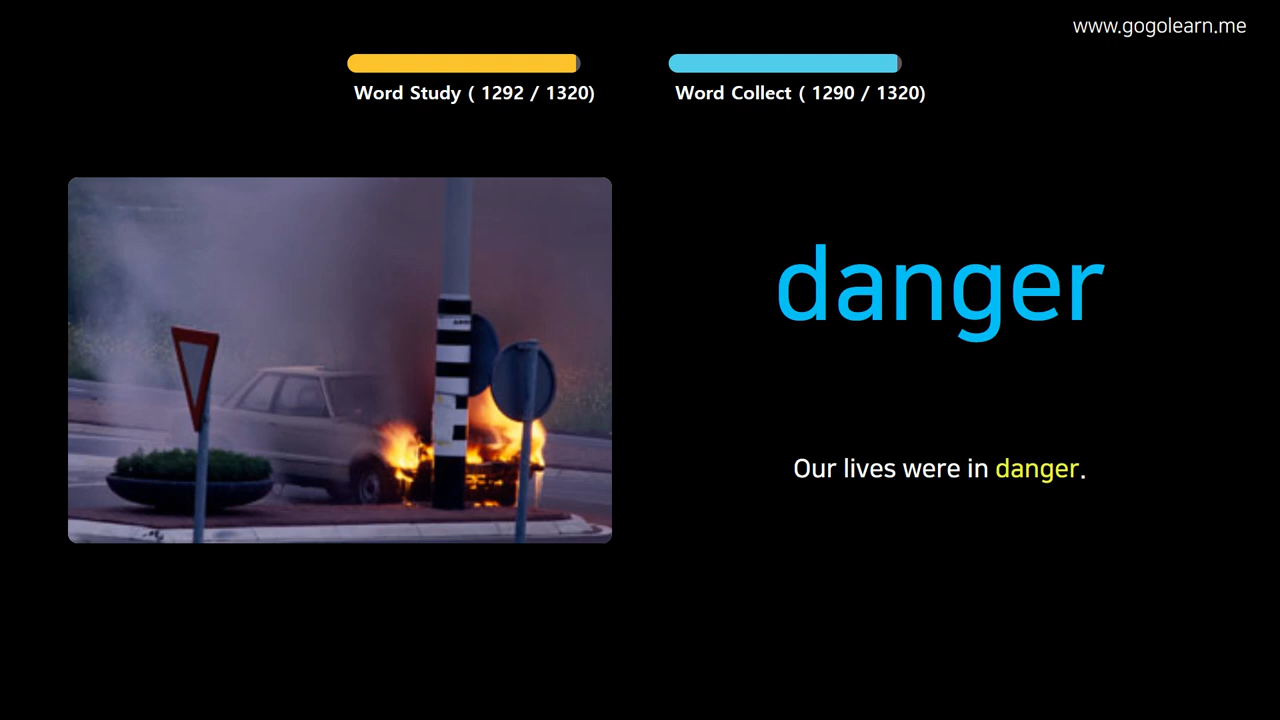 www.gogolearn.me
Word Study ( 1292 / 1320)
Word Collect ( 1290 / 1320)
danger
Our lives were in danger.